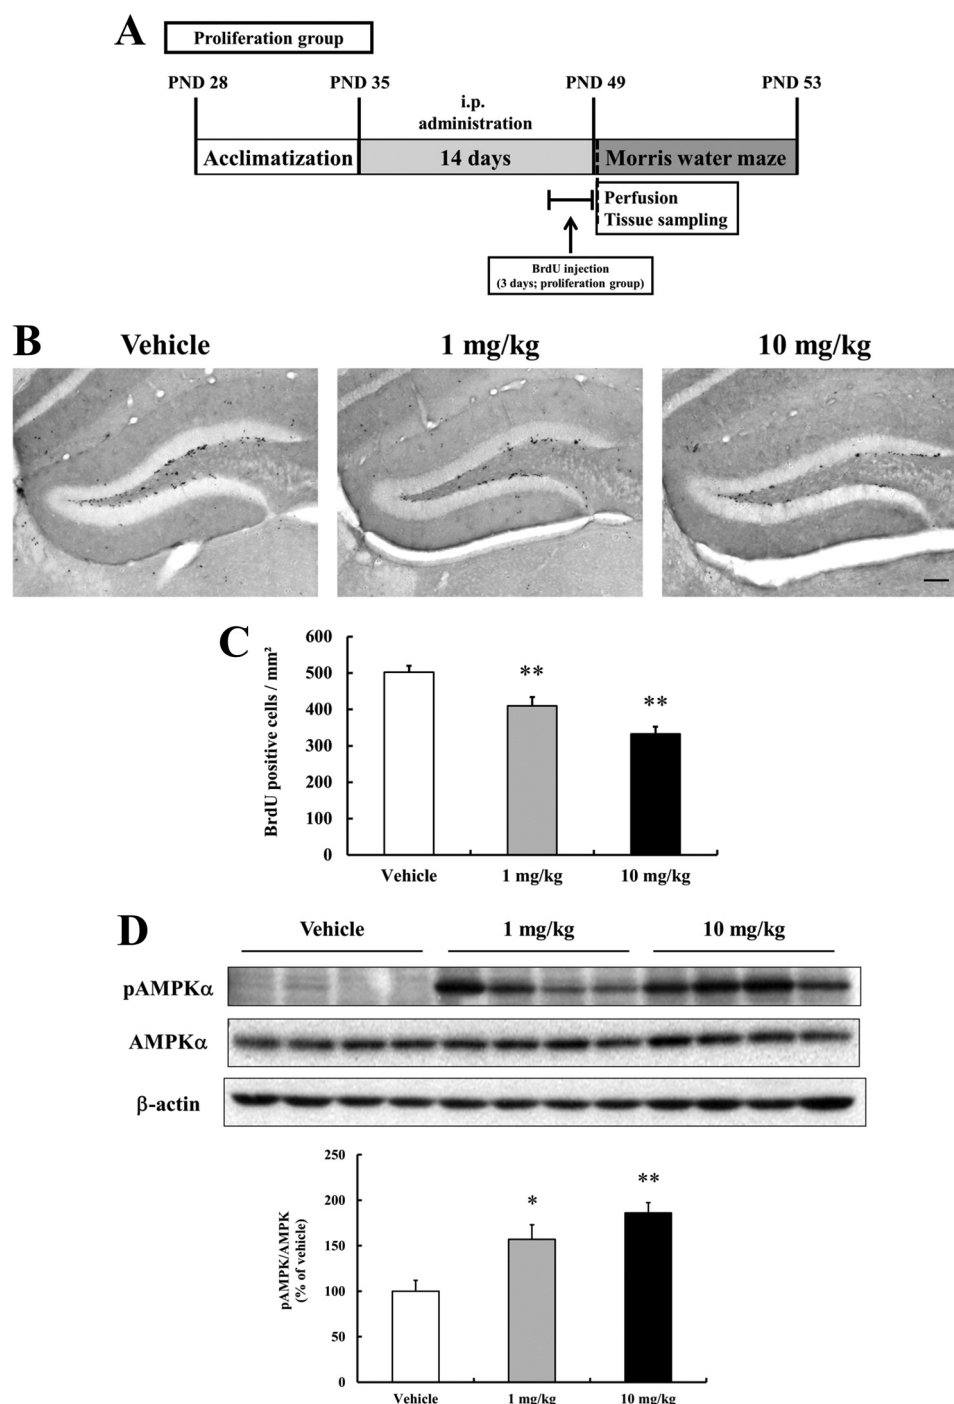 A
Proliferation group
PND 28
PND 35
PND 49
PND 53
i.p.
administration
Acclimatization
14 days
Morris water maze
Perfusion
Tissue sampling
BrdU injection
(3 days; proliferation group)
B
Vehicle
1 mg/kg
10 mg/kg
C
BrdU positive cells / mm²
600
500
400
300
200
100
0
**
**
Vehicle
1 mg/kg
10 mg/kg
D
Vehicle
1 mg/kg
10 mg/kg
pAMPKα
AMPKα
β-actin
pAMPK/AMPK
(% of vehicle)
250
200
150
100
50
0
*
**
Vehicle
1 mg/kg
10 mg/kg